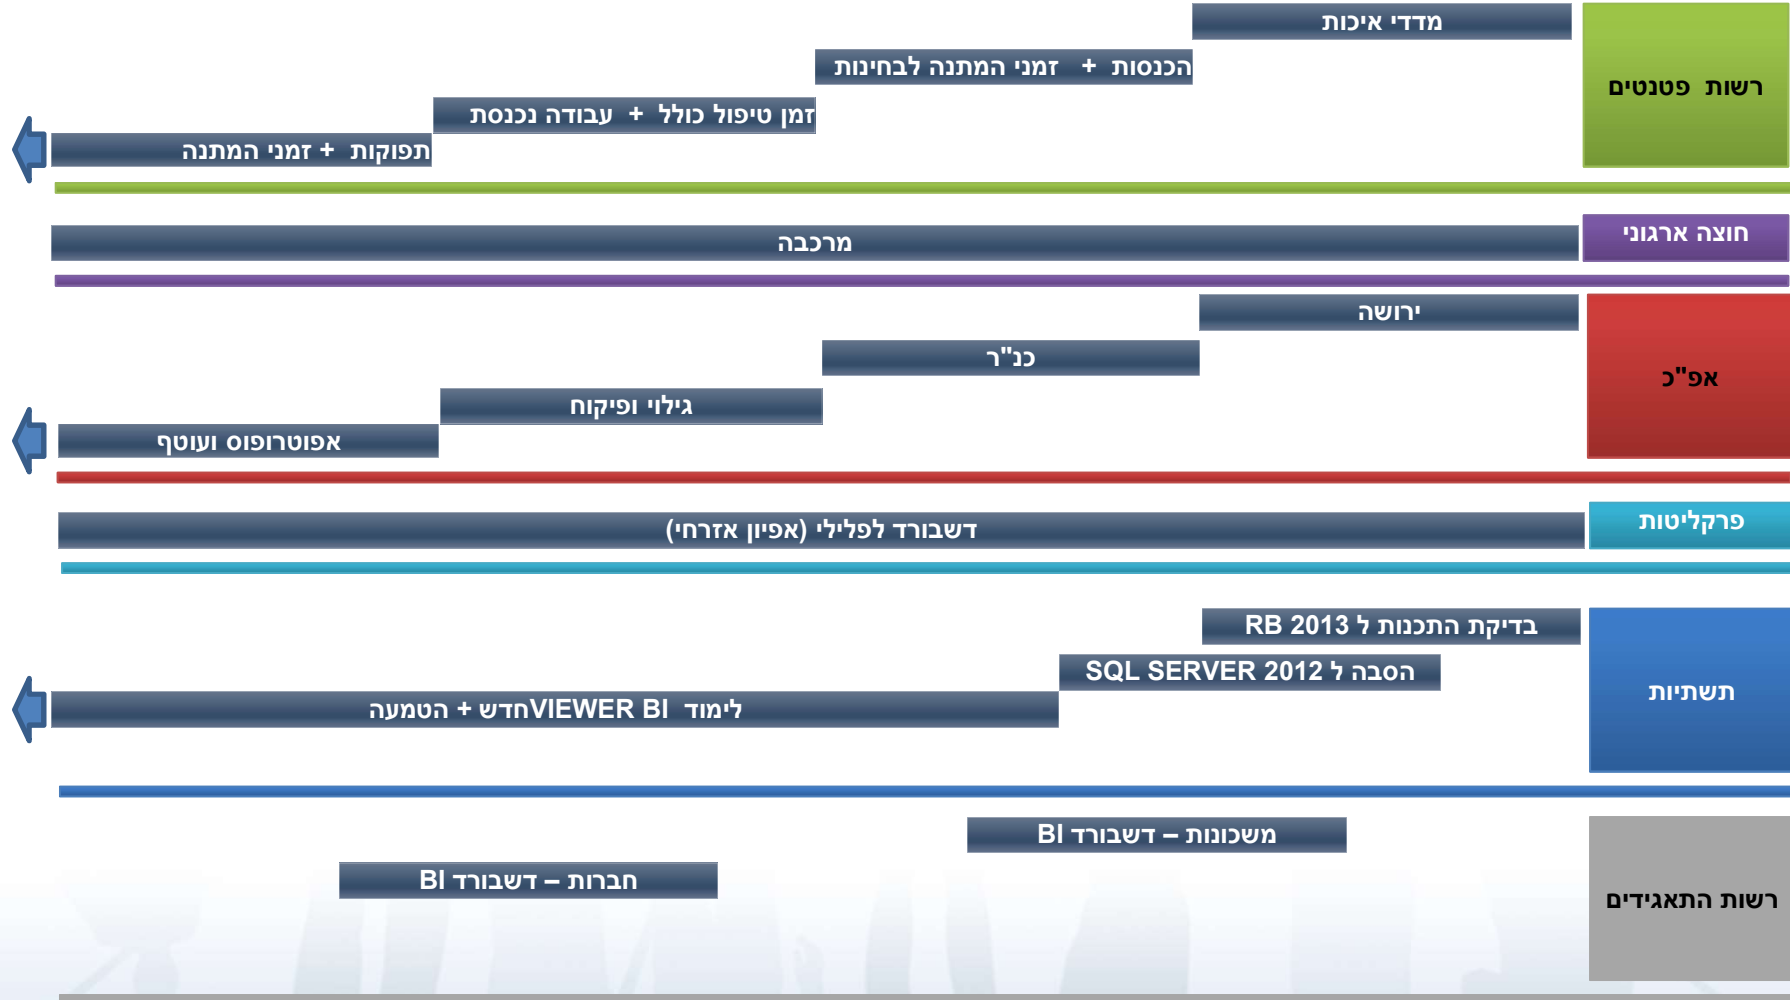 מדדי איכות
רשות פטנטים
הכנסות + זמני המתנה לבחינות
זמן טיפול כולל + עבודה נכנסת
תפוקות + זמני המתנה
חוצה ארגוני
מרכבה
ירושה
אפ"כ
כנ"ר
גילוי ופיקוח
אפוטרופוס ועוטף
פרקליטות
דשבורד לפלילי (אפיון אזרחי)
בדיקת התכנות ל RB 2013
הסבה ל SQL SERVER 2012
תשתיות
לימוד VIEWER BIחדש + הטמעה
משכונות – דשבורד BI
חברות – דשבורד BI
רשות התאגידים